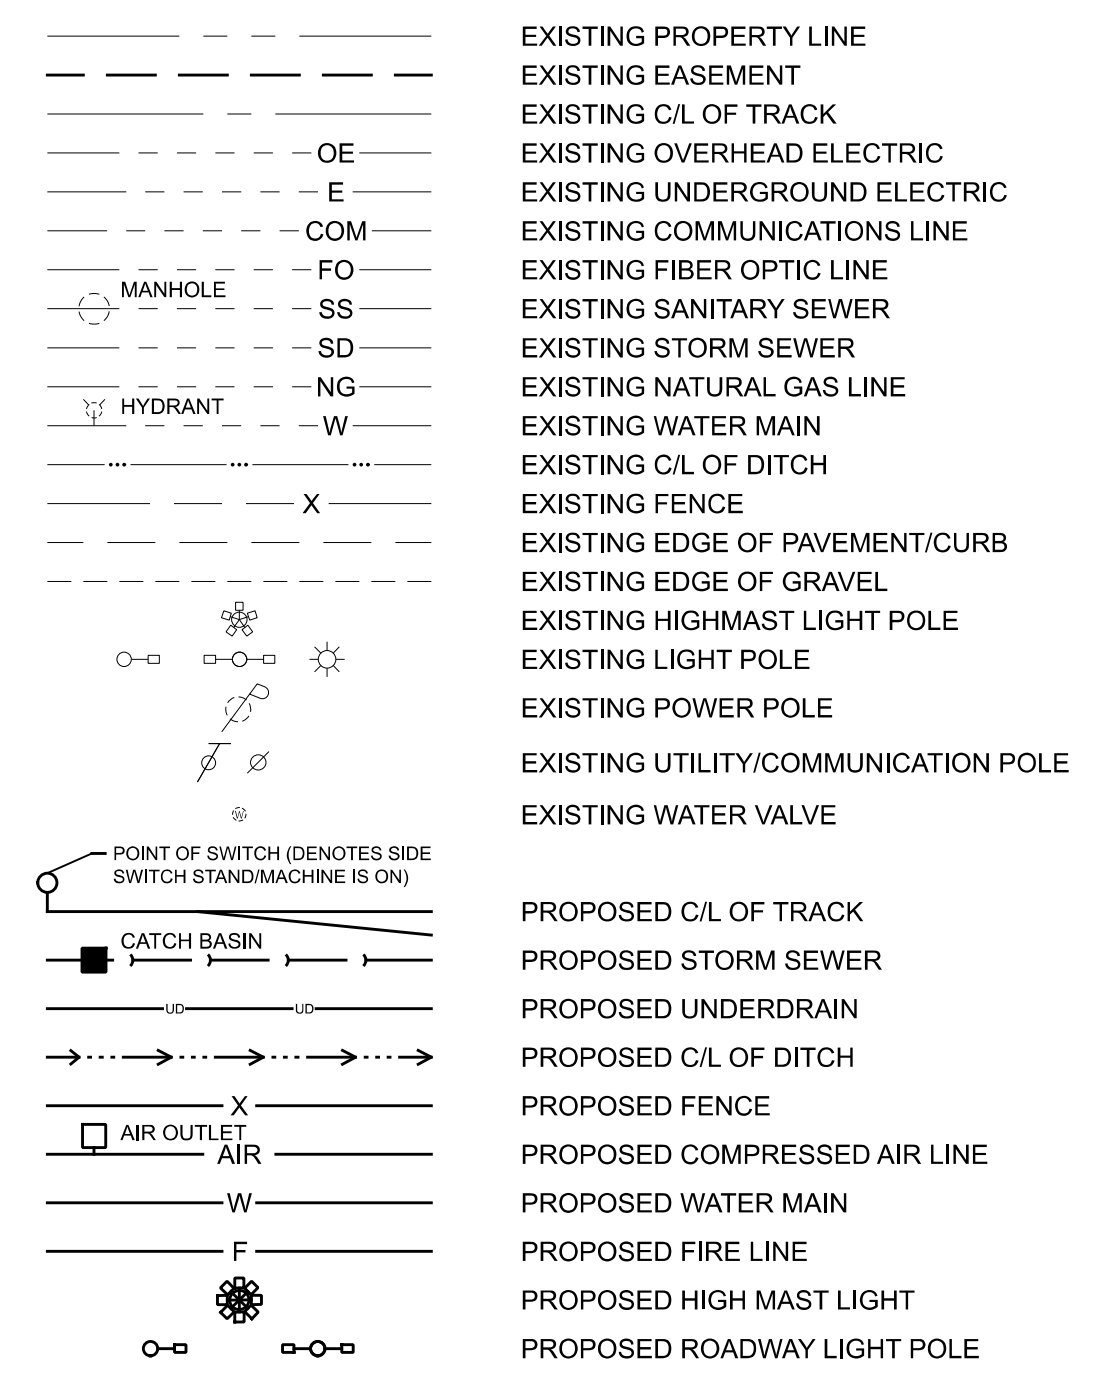 EXISTING PROPERTY LINE
EXISTING EASEMENT
EXISTING C/L OF TRACK
OE EXISTING OVERHEAD ELECTRIC
E EXISTING UNDERGROUND ELECTRIC
COM EXISTING COMMUNICATIONS LINE
FO EXISTING FIBER OPTIC LINE
MANHOLE
SS EXISTING SANITARY SEWER
SD EXISTING STORM SEWER
NG EXISTING NATURAL GAS LINE
HYDRANT
W EXISTING WATER MAIN
EXISTING C/L OF DITCH
X EXISTING FENCE
EXISTING EDGE OF PAVEMENT/CURB
EXISTING EDGE OF GRAVEL
EXISTING HIGHMAST LIGHT POLE
EXISTING LIGHT POLE
EXISTING POWER POLE
EXISTING UTILITY/COMMUNICATION POLE
W EXISTING WATER VALVE
POINT OF SWITCH (DENOTES SIDE
SWITCH STAND/MACHINE IS ON)
PROPOSED C/L OF TRACK
CATCH BASIN
PROPOSED STORM SEWER
UD UD PROPOSED UNDERDRAIN
PROPOSED C/L OF DITCH
X PROPOSED FENCE
AIR OUTLET
AIR PROPOSED COMPRESSED AIR LINE
W PROPOSED WATER MAIN
F PROPOSED FIRE LINE
PROPOSED HIGH MAST LIGHT
PROPOSED ROADWAY LIGHT POLE